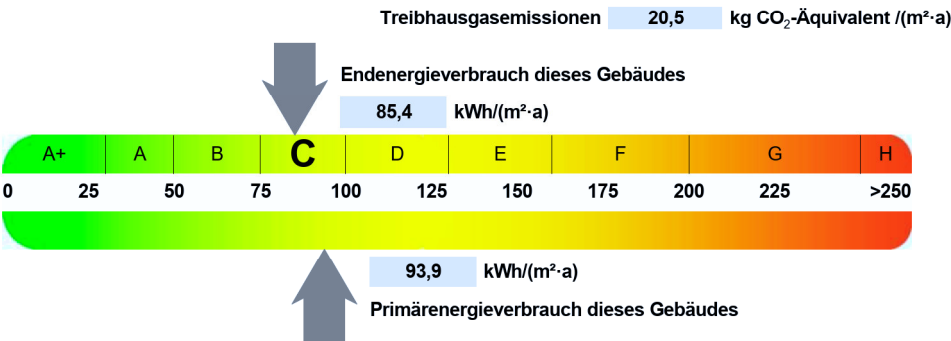 Treibhausgasemissionen 20,5 kg CO₂-Äquivalent /(m²·a)
Endenergieverbrauch dieses Gebäudes
85,4 kWh/(m²·a)
A+ A B C D E F G H
0 25 50 75 100 125 150 175 200 225 >250
93,9 kWh/(m²·a)
Primärenergieverbrauch dieses Gebäudes